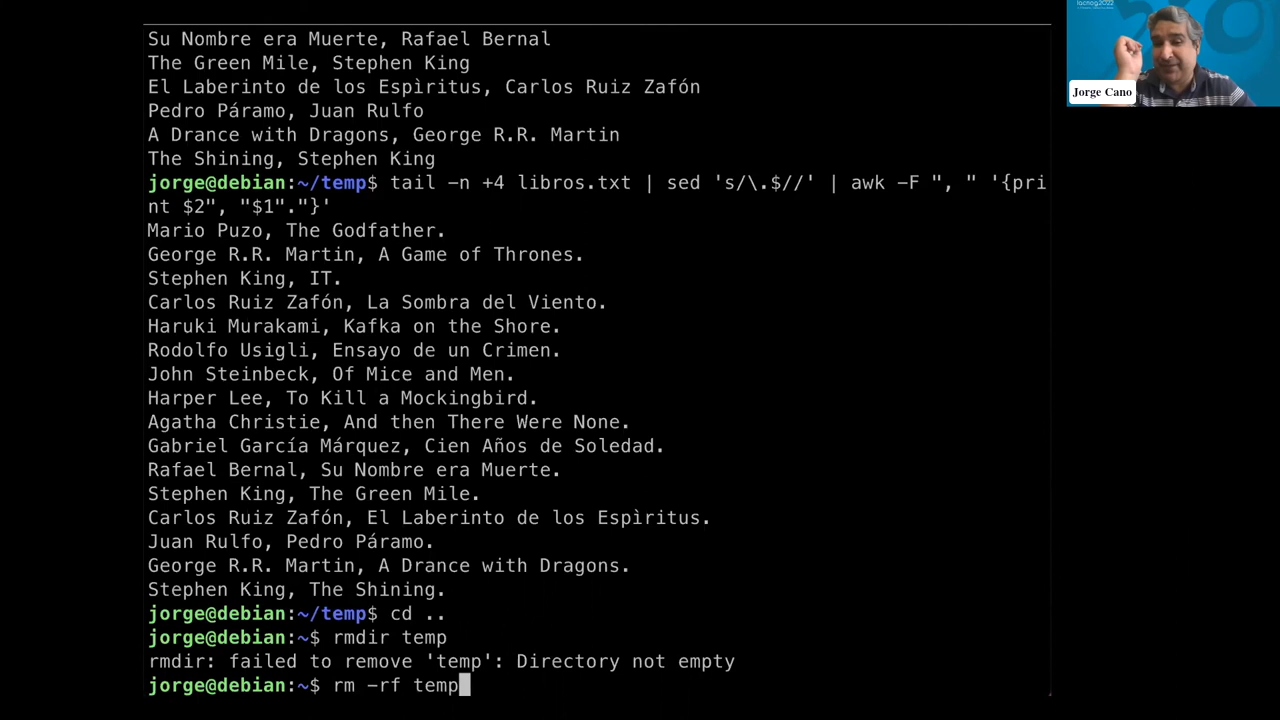 Su Nombre era Muerte, Rafael Bernal
The Green Mile, Stephen King
El Laberinto de los Espìritus, Carlos Ruiz Zafón
Pedro Páramo, Juan Rulfo
A Drance with Dragons, George R.R. Martin
The Shining, Stephen King
jorge@debian:~/temp$ tail -n +4 libros.txt | sed 's/\.$//' | awk -F ", " '{pri
nt $2", "$1"."}'
Mario Puzo, The Godfather.
George R.R. Martin, A Game of Thrones.
Stephen King, IT.
Carlos Ruiz Zafón, La Sombra del Viento.
Haruki Murakami, Kafka on the Shore.
Rodolfo Usigli, Ensayo de un Crimen.
John Steinbeck, Of Mice and Men.
Harper Lee, To Kill a Mockingbird.
Agatha Christie, And then There Were None.
Gabriel García Márquez, Cien Años de Soledad.
Rafael Bernal, Su Nombre era Muerte.
Stephen King, The Green Mile.
Carlos Ruiz Zafón, El Laberinto de los Espìritus.
Juan Rulfo, Pedro Páramo.
George R.R. Martin, A Drance with Dragons.
Stephen King, The Shining.
jorge@debian:~/temp$ cd ..
jorge@debian:~$ rmdir temp
rmdir: failed to remove 'temp': Directory not empty
jorge@debian:~$ rm -rf temp
Jorge Cano